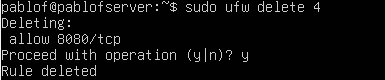 pablof@pablofserver:~$ sudo ufw delete 4
Deleting:
 allow 8080/tcp
Proceed with operation (y|n)? y
Rule deleted